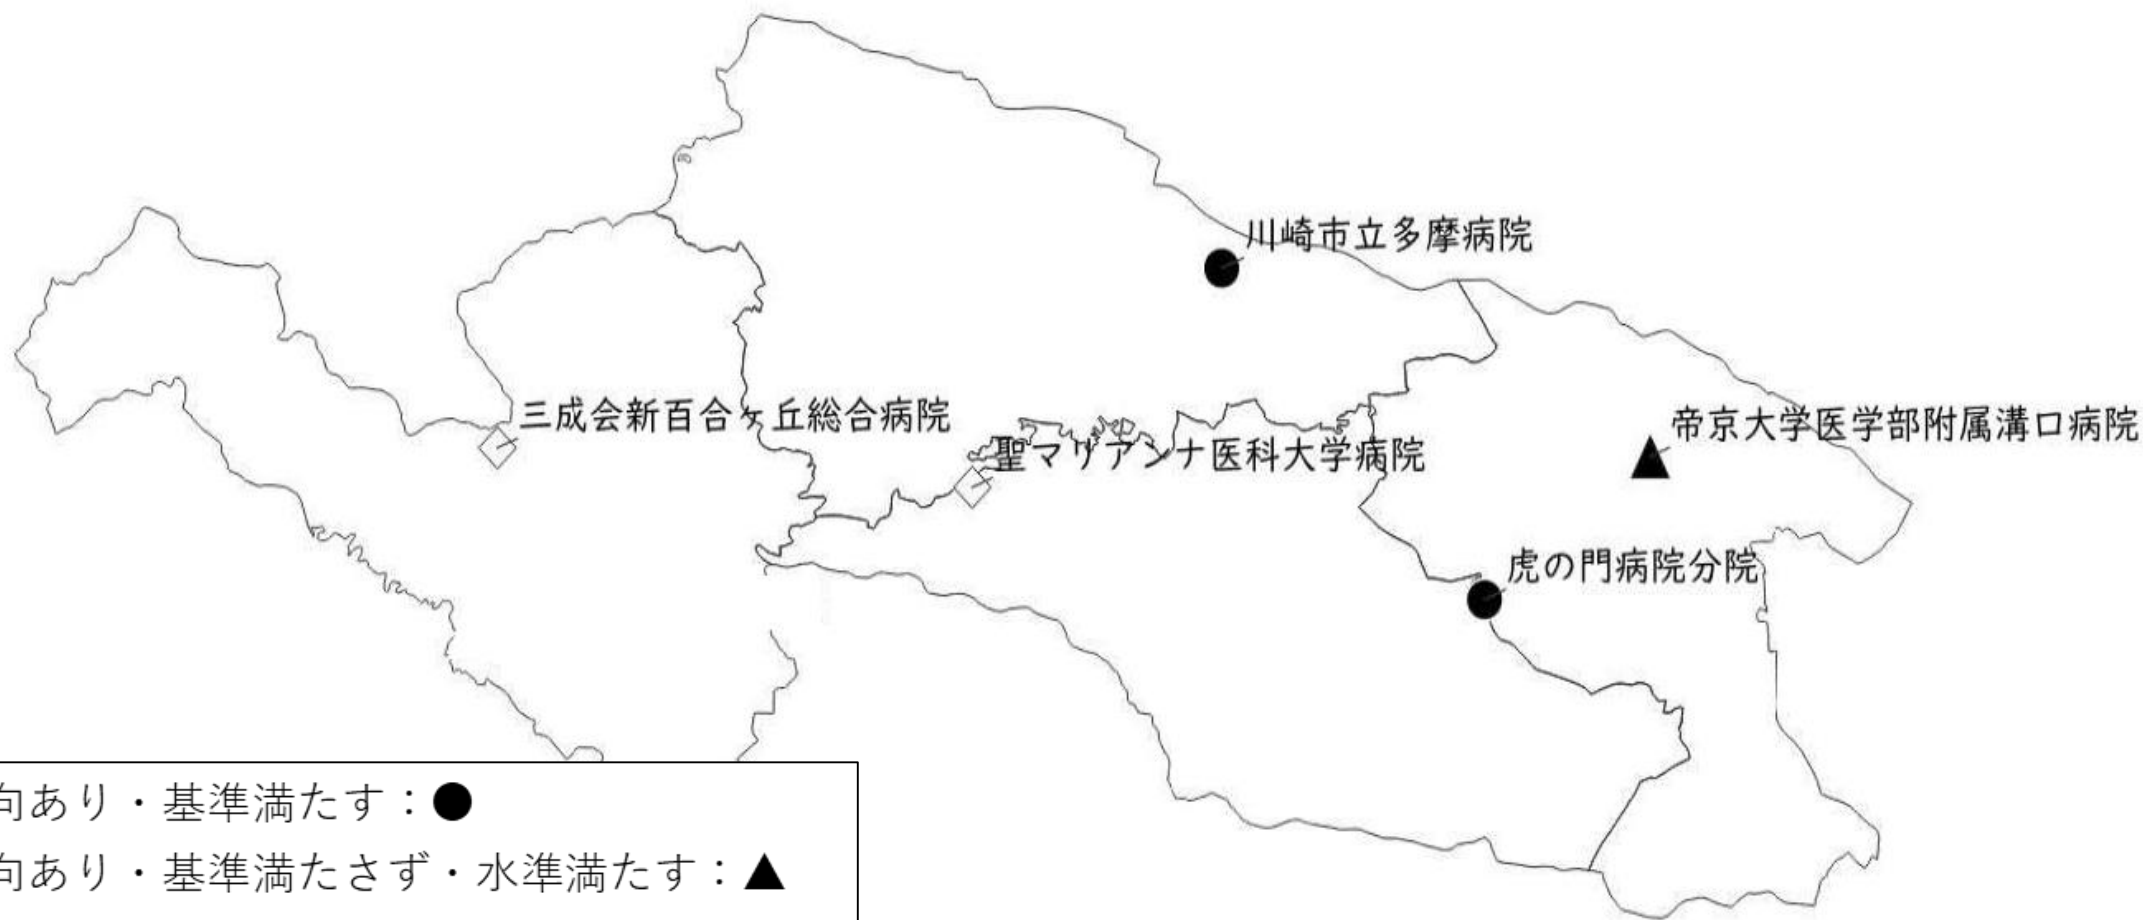 川崎市立多摩病院
三成会新百合ヶ丘総合病院
帝京大学医学部附属溝口病院
聖マリアンナ医科大学病院
虎の門病院分院
向あり・基準満たす：●
向あり・基準満たさず・水準満たす：▲